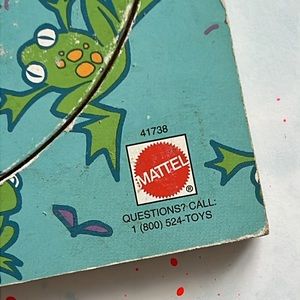 41738
MATTEL
®
QUESTIONS? CALL:
1 (800) 524-TOYS